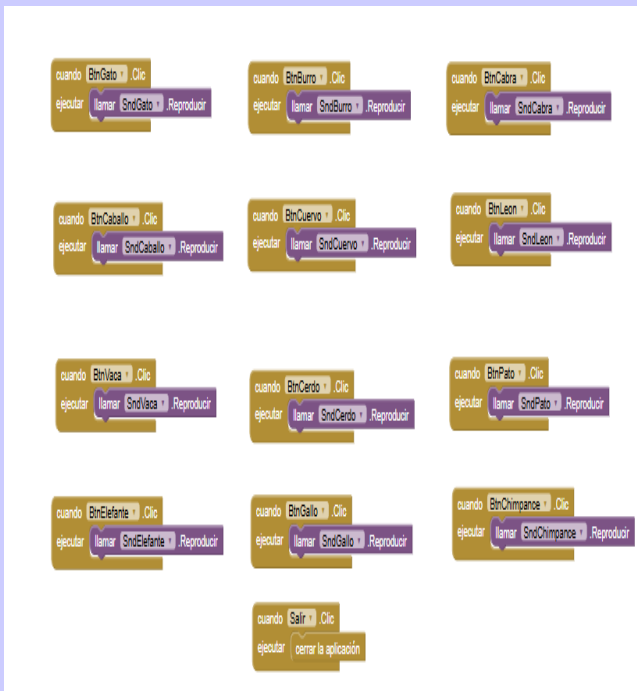 cuando BtnGato .Clic
ejecutar llamar SndGato .Reproducir
cuando BtnBurro .Clic
ejecutar llamar SndBurro .Reproducir
cuando BtnCabra .Clic
ejecutar llamar SndCabra .Reproducir
cuando BtnCaballo .Clic
ejecutar llamar SndCaballo .Reproducir
cuando BtnCuervo .Clic
ejecutar llamar SndCuervo .Reproducir
cuando BtnLeon .Clic
ejecutar llamar SndLeon .Reproducir
cuando BtnVaca .Clic
ejecutar llamar SndVaca .Reproducir
cuando BtnCerdo .Clic
ejecutar llamar SndCerdo .Reproducir
cuando BtnPato .Clic
ejecutar llamar SndPato .Reproducir
cuando BtnElefante .Clic
ejecutar llamar SndElefante .Reproducir
cuando BtnGallo .Clic
ejecutar llamar SndGallo .Reproducir
cuando BtnChimpance .Clic
ejecutar llamar SndChimpance .Reproducir
cuando Salir .Clic
ejecutar cerrar la aplicación